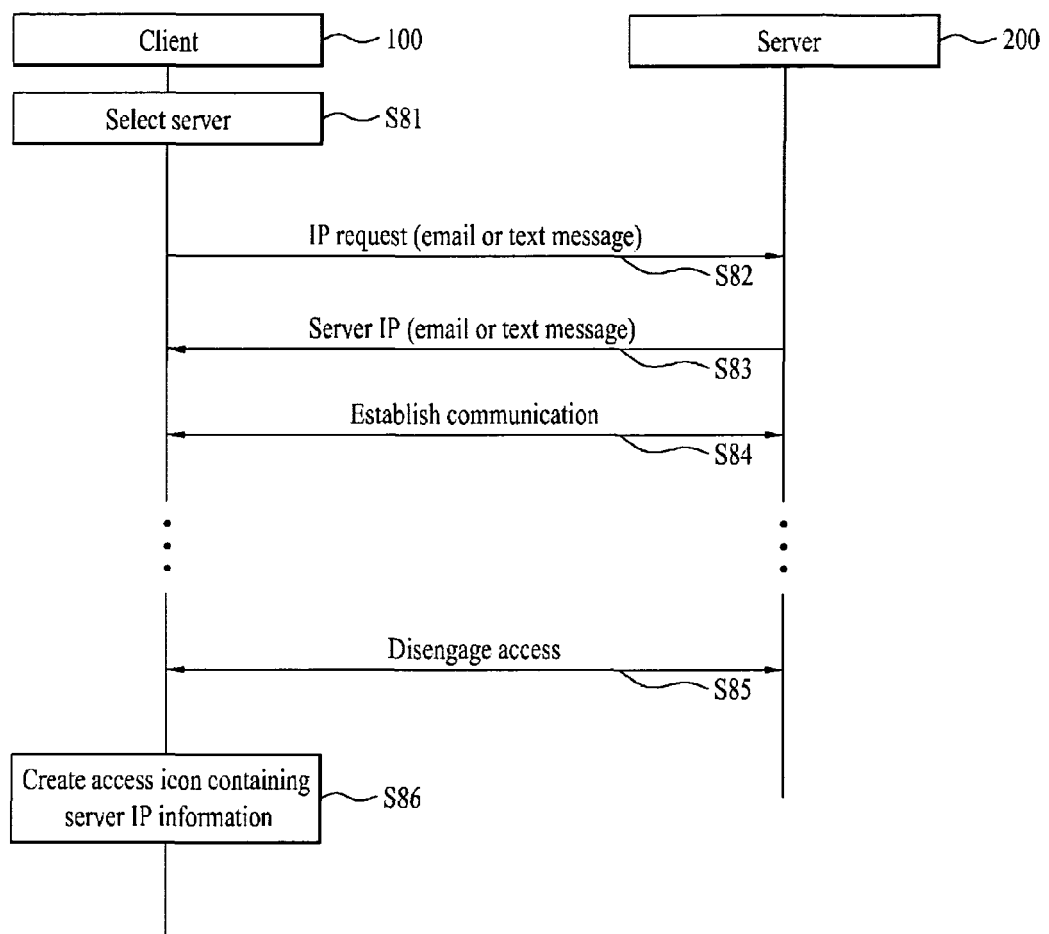 Client
100
Server
200
Select server
S81
IP request (email or text message)
S82
Server IP (email or text message)
S83
Establish communication
S84
Disengage access
S85
Create access icon containing
server IP information
S86